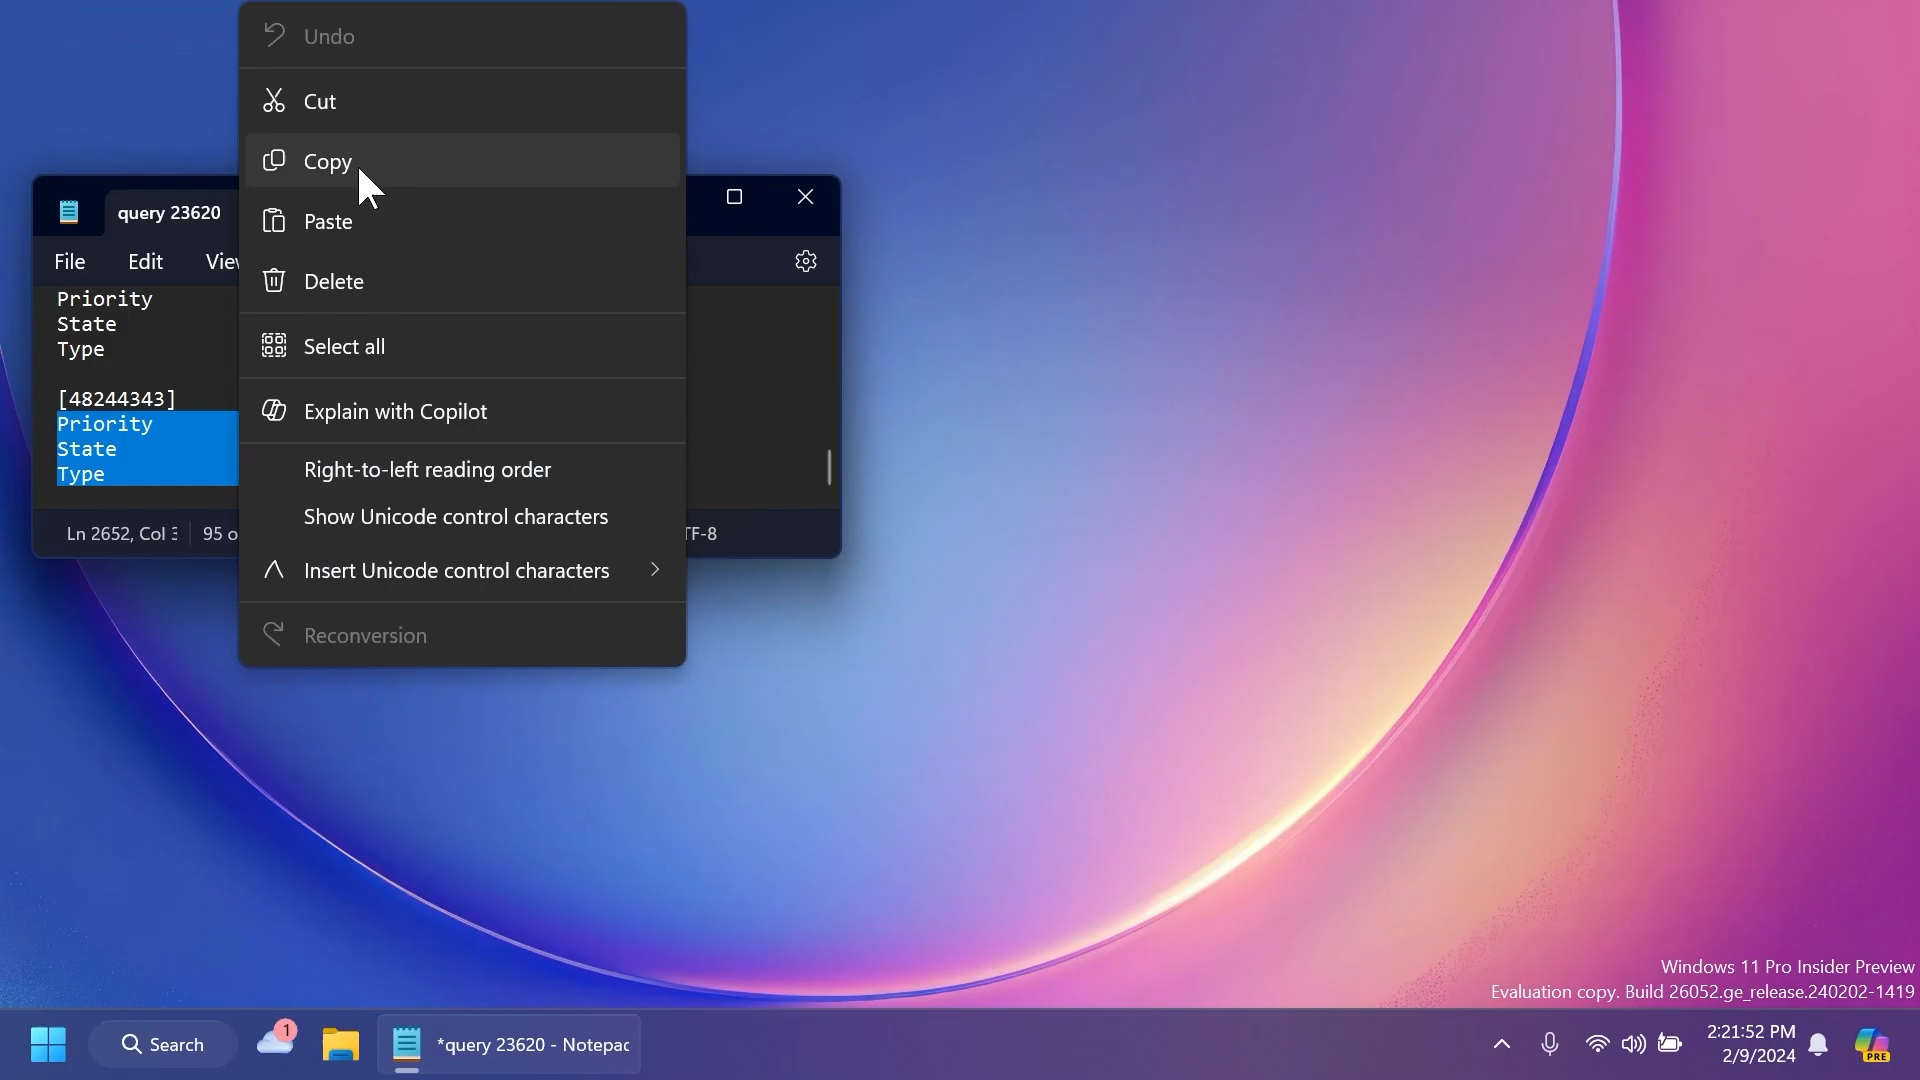 Undo
Cut
Copy
Paste
Delete
Select all
Explain with Copilot
Right-to-left reading order
Show Unicode control characters
Insert Unicode control characters
Reconversion
query 23620
File Edit
Priority
State
Type
[48244343]
Priority
State
Type
Ln 2652, Col 95
Windows 11 Pro Insider Preview
Evaluation copy. Build 26052.ge_release.240202-1419
Search
1
*query 23620 - Notepad
2:21:52 PM
2/9/2024
PRE